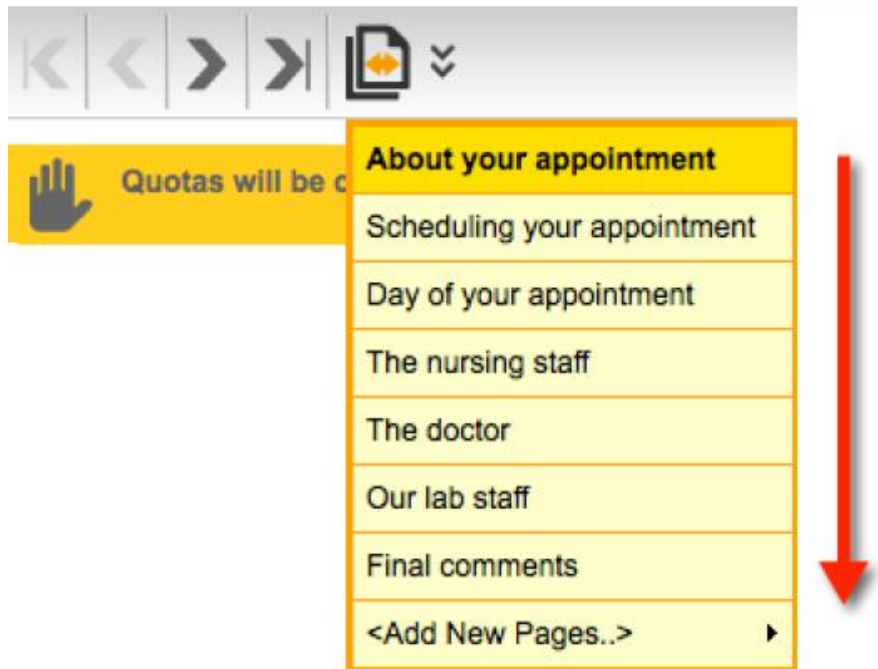 Quotas will be
About your appointment
Scheduling your appointment
Day of your appointment
The nursing staff
The doctor
Our lab staff
Final comments
<Add New Pages..>